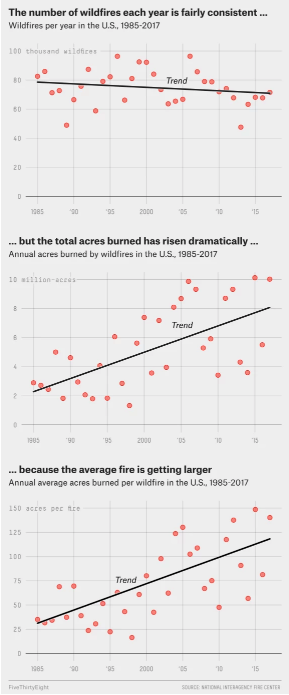 The number of wildfires each year is fairly consistent ...
Wildfires per year in the U.S., 1985-2017
100 thousand wildfires
80
60
40
20
0
Trend
1985 '90 '95 2000 '05 '10 '15
... but the total acres burned has risen dramatically ...
Annual acres burned by wildfires in the U.S., 1985-2017
10 million acres
8
6
4
2
0
Trend
1985 '90 '95 2000 '05 '10 '15
... because the average fire is getting larger
Annual average acres burned per wildfire in the U.S., 1985-2017
150 acres per fire
125
100
75
50
25
0
Trend
1985 '90 '95 2000 '05 '10 '15
FiveThirtyEight SOURCE: NATIONAL INTERAGENCY FIRE CENTER